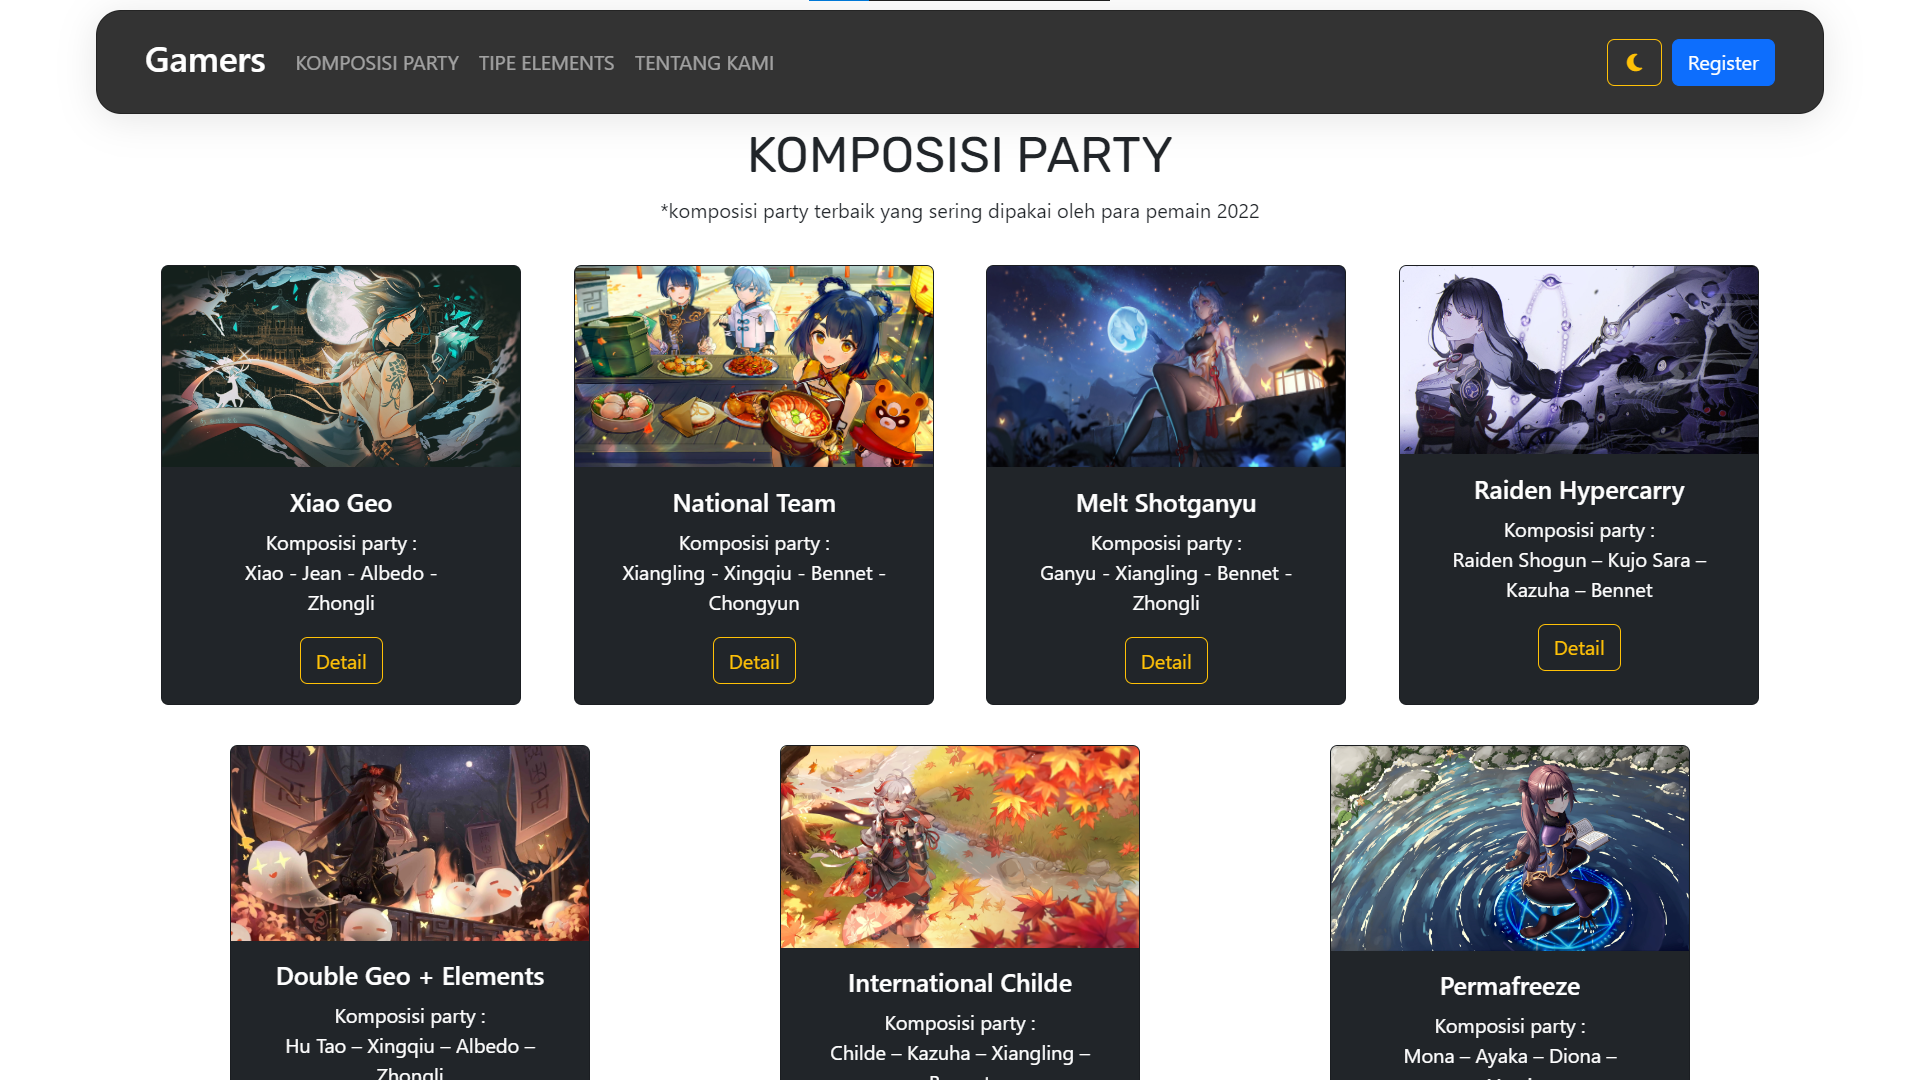 Gamers KOMPOSISI PARTY TIPE ELEMENTS TENTANG KAMI Register
KOMPOSISI PARTY
*komposisi party terbaik yang sering dipakai oleh para pemain 2022
Xiao Geo
Komposisi party :
Xiao - Jean - Albedo -
Zhongli
Detail
National Team
Komposisi party :
Xiangling - Xingqiu - Bennet -
Chongyun
Detail
Melt Shotganyu
Komposisi party :
Ganyu - Xiangling - Bennet -
Zhongli
Detail
Raiden Hypercarry
Komposisi party :
Raiden Shogun – Kujo Sara –
Kazuha – Bennet
Detail
Double Geo + Elements
Komposisi party :
Hu Tao – Xingqiu – Albedo –
Zhongli
International Childe
Komposisi party :
Childe – Kazuha – Xiangling –
Permafreeze
Komposisi party :
Mona – Ayaka – Diona –